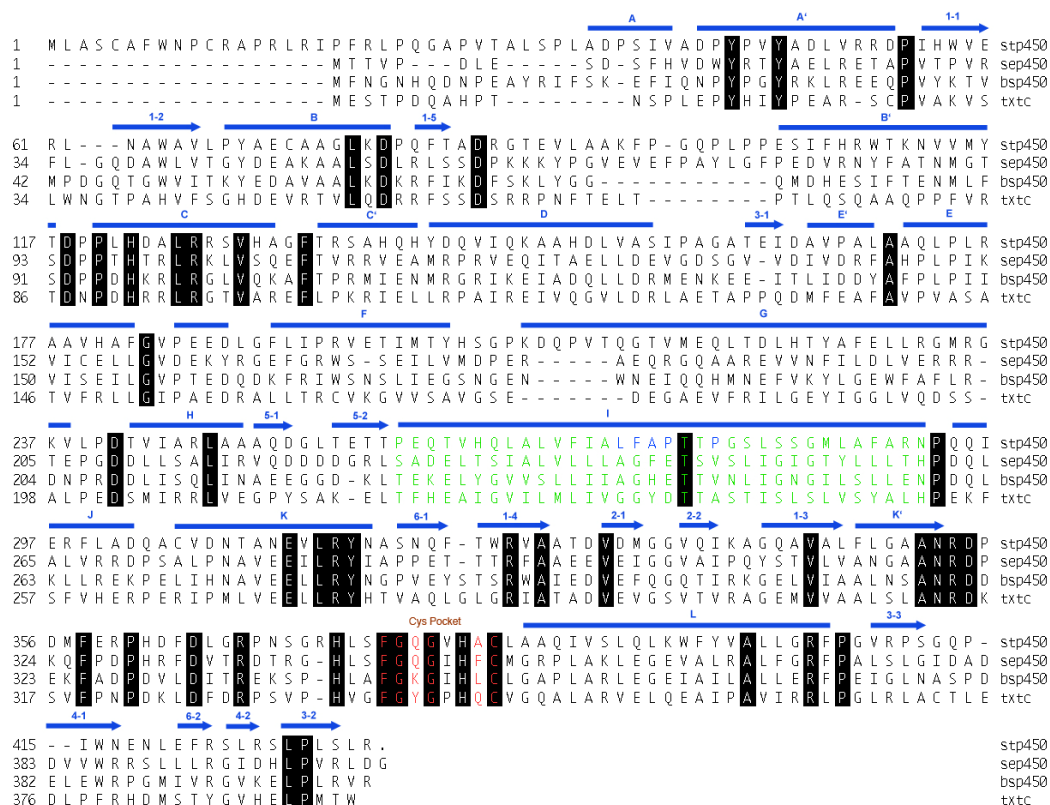 A A' 1-1
1 MLASCAFWNPCRAPRLRIPFRLPQGAPVTALSPLADPSIVADPYPVYADLVRRDPIHWVE stp450
1 ------------------MTTVP---DLE-----SD-SFHVDWYRTYAELRETAPVTPVR sep450
1 ------------------MFNGNHQDNPEAYRIFSK-EFIQNPYPGYRKLREEQPVYKTV bsp450
1 ------------------MESTPDQAHPT--------NSPLEPYHIYPEAR-SCPVAKVS txtc
1-2 B 1-5 B'
61 RL---NAWAVLPYAECAAGLKDPQFTADRGTEVLAAKFP-GQPLPPESIFHRWTKNVVMY stp450
34 FL-GQDAWLVTGYDAVTRVLSDPRLSSDPKKKYPGVEVEFPAYLGFPEDVRNYFATNMGT sep450
42 MPDGQTGWVITKYEDAVAALKDKRFIKDFSKLYGG-----------QMDHESIFTENMLF bsp450
34 LWNGTPAHVFSGHDEVRTVLQDRRFSSDSRRPNFTELT--------PTLQSQAAQPPFVR txtc
C C' D 3-1 E' E
117 TDPPLHDALRRSVHAGFTRSAHQHYDQVIQKAAHDLVASIPAGATEIDAVPALAAQLPLR stp450
93 SDPPTHTRLRKLVSQEFTVRRVEAMRPRVEQITAELLDEVGDSGV-VDIVDRFAHPLPIK sep450
91 SDPPDHKRLRGLVQKAFTPRMIENMRGRIKEIADQLLDRMENKEE-ITLIDDYAFPLPII bsp450
86 TDNPDHRRLRGTVAREFLPKRIELLRPAIREIVQGVLDRLAETAPPQDMFEAFAVPVASA txtc
F G
177 AAVHAFGVPEEDLGFLIPRVETIMTYHSGPKDQPVTQGTVMEQLTDLHTYAFELLRGMRG stp450
152 VICELLGVDEKYRGEFGRWS-SEILVMDPER-----AEQRGQAAREVVNFILDLVERRR- sep450
150 VISEILGVPTEDQDKFRIWSNSLIEGSNGEN-----WNEIQQHMNEFVKYLGEWFAFLR- bsp450
146 TVFRLLGIPAEDRALLTRCVKGVVSAVGSE------DGAEVFRILGEYIGGLVQDSS-- txtc
H 5-1 5-2 I
237 KVLPDTVIARLAAAQDGLTETTPEQTVHQLALVFIALFAPTTPGSLSSGMLAFARNPQQI stp450
205 TEPGDDLLSALIRVQDDDDGRLSADELTSIALVLLLAGFETSVSLIGIGTYLLLTHPDQL sep450
204 DNPRDDLISQLINAEEGGD-KLTEKELYGVVSLLIIAGHETTVNLIGNGILSLLENPDQL bsp450
198 ALPEDSMIRRLVEGPYSAK-ELTFHEAIGVILMLIVGGYDTTASTISLSLVSYALHPEKF txtc
J K 6-1 1-4 2-1 2-2 1-3 K'
297 ERFLADQACVDNTANEVLRYNASNQF-TWRVAATDVDMGGVQIKAGQAVALFLGAANRDP stp450
265 ALVRRDPSALPNAVEEILRYIAPPET-TTRFAAEEVEIGGVAIPQYSTVLVANGAANRDP sep450
263 KLLREKPELIHNAVEELLRYNGPVEYSTSRWAIEDVEFQGQTIRKGELVIAALNSANRDD bsp450
257 SFVHERPERIPMLVEELLRYHTVAQLGLGRIATADVEVGSVTVRAGEMVVAALSSANRDK txtc
Cys Pocket L 3-3
356 DMFERPHDFDLGRPNSGRHLSFGQGVHACLAAQIVSLQLKWFYVALLGRFPGVRPSGQP- stp450
324 KQFPDPHRFDVTRDTRG-HLSFGQGIHFCMGRPLAKLEGEVALRALFGRFPALSLGIDAD sep450
323 EKFADPDVLDITREKSP-HLAFGKGIHLCLGAPLARLEGEIAILALLERFPEIGLNASPD bsp450
317 SVFPNPDKLDFDRPSVP-HVGFGYGPHQCVGQALARVELQEAIPAVIRRLPGLRLACTLE txtc
4-1 6-2 4-2 3-2
415 --IWNENLEFRSLRSLPLSLR. stp450
383 DVVWRRSLLLRGIDHLPVRLDG sep450
382 ELEWRPGMIVRGVKELPLRVR bsp450
376 DLPFRHDMSTYGVHELPMTW txtc